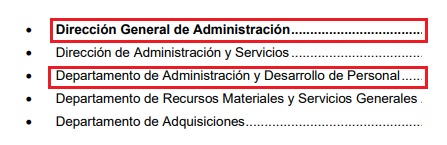 • Dirección General de Administración..........................................
• Dirección de Administración y Servicios..........................................
• Departamento de Administración y Desarrollo de Personal......
• Departamento de Recursos Materiales y Servicios Generales .
• Departamento de Adquisiciones..........................................